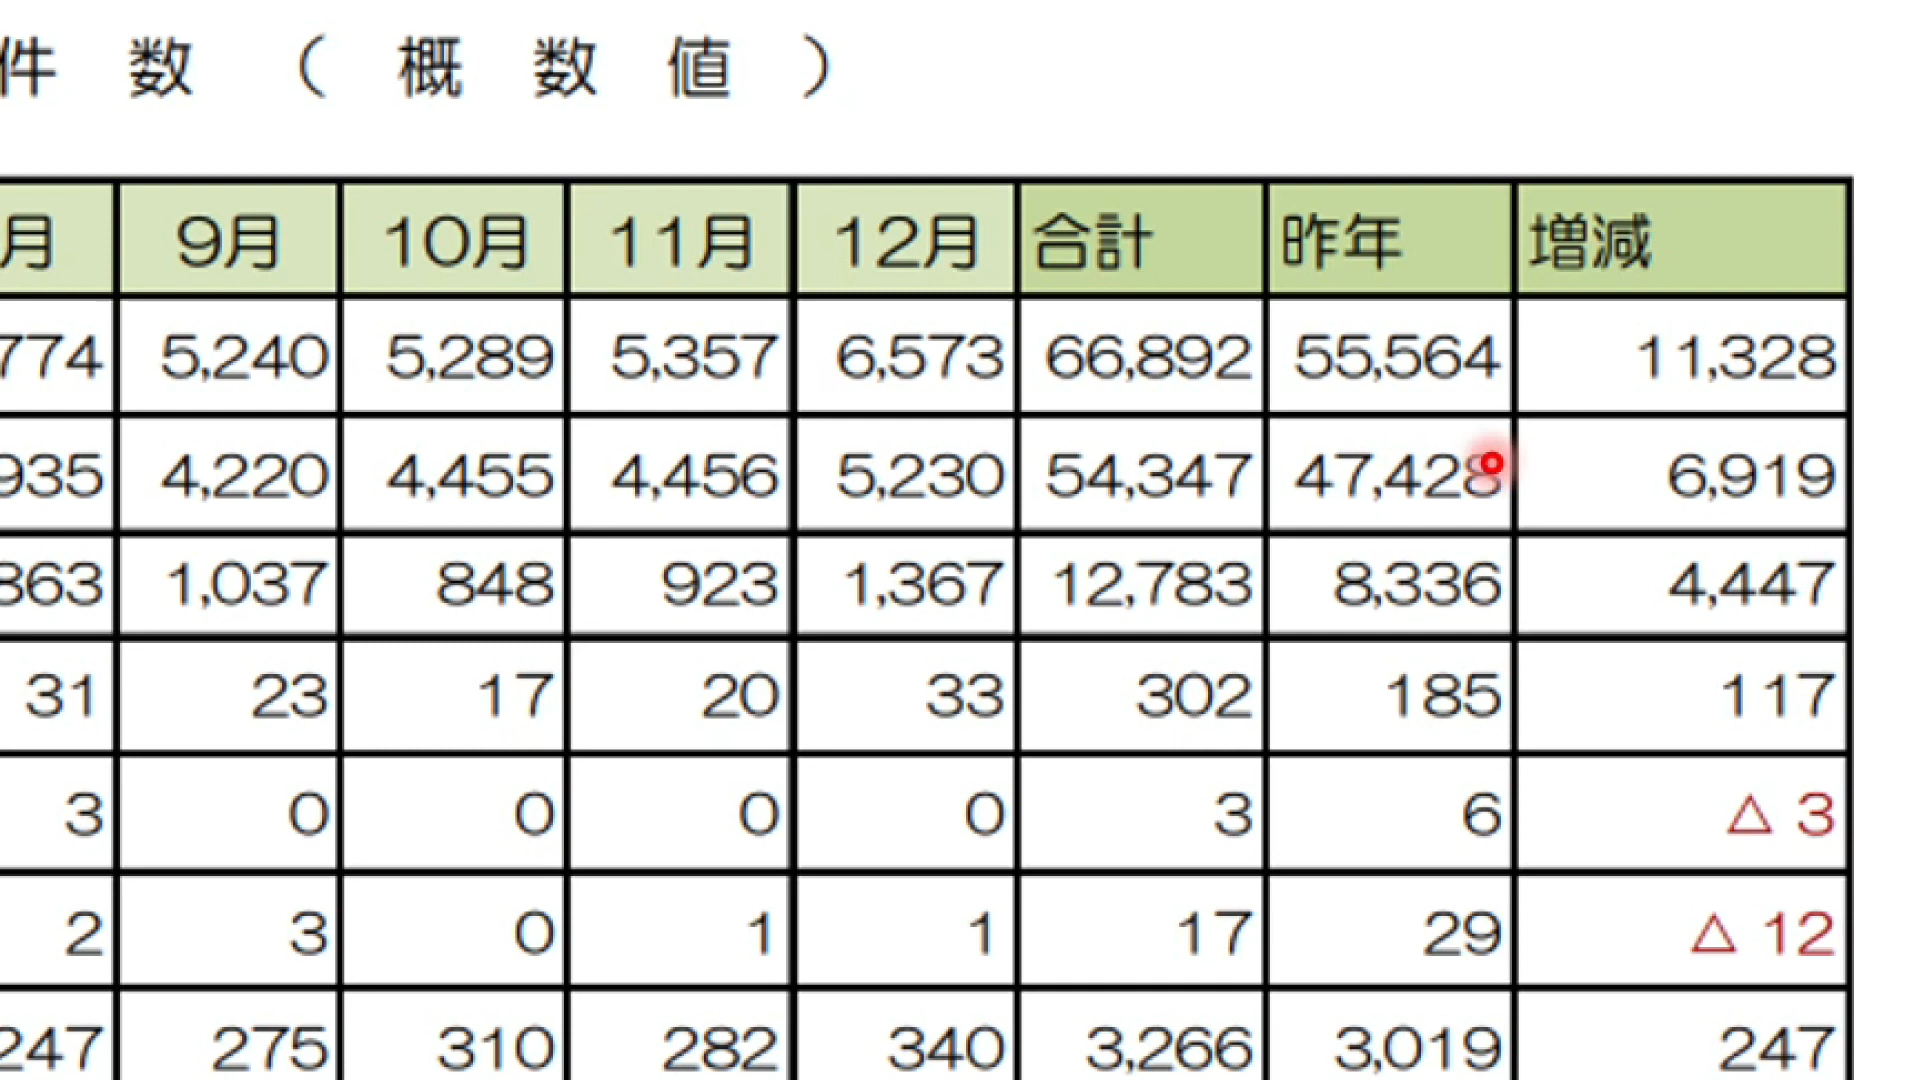 件数（概数値）
月 9月 10月 11月 12月 合計 昨年 増減
774 5,240 5,289 5,357 6,573 66,892 55,564 11,328
935 4,220 4,455 4,456 5,230 54,347 47,428 6,919
863 1,037 848 923 1,367 12,783 8,336 4,447
31 23 17 20 33 302 185 117
3 0 0 0 0 3 6 △ 3
2 3 0 1 1 17 29 △ 12
247 275 310 282 340 3,266 3,019 247